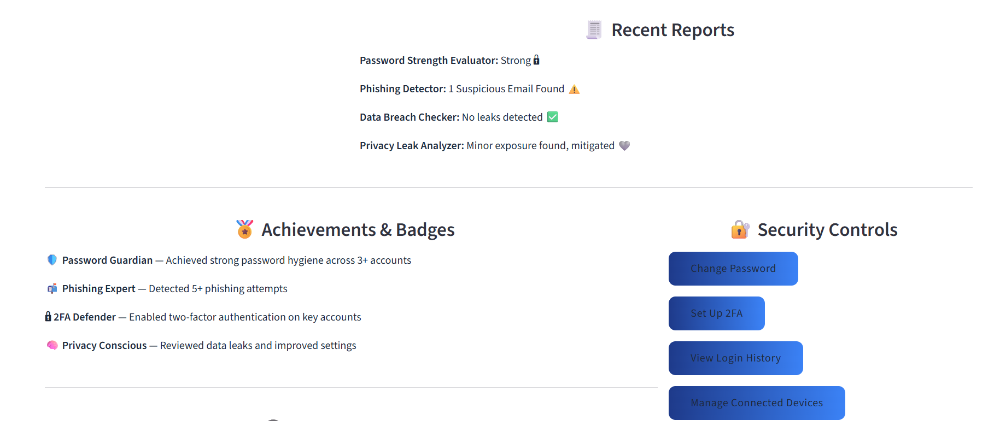 Recent Reports
Password Strength Evaluator: Strong
Phishing Detector: 1 Suspicious Email Found
Data Breach Checker: No leaks detected
Privacy Leak Analyzer: Minor exposure found, mitigated
Achievements & Badges
Password Guardian — Achieved strong password hygiene across 3+ accounts
Phishing Expert — Detected 5+ phishing attempts
2FA Defender — Enabled two-factor authentication on key accounts
Privacy Conscious — Reviewed data leaks and improved settings
Security Controls
Change Password
Set Up 2FA
View Login History
Manage Connected Devices